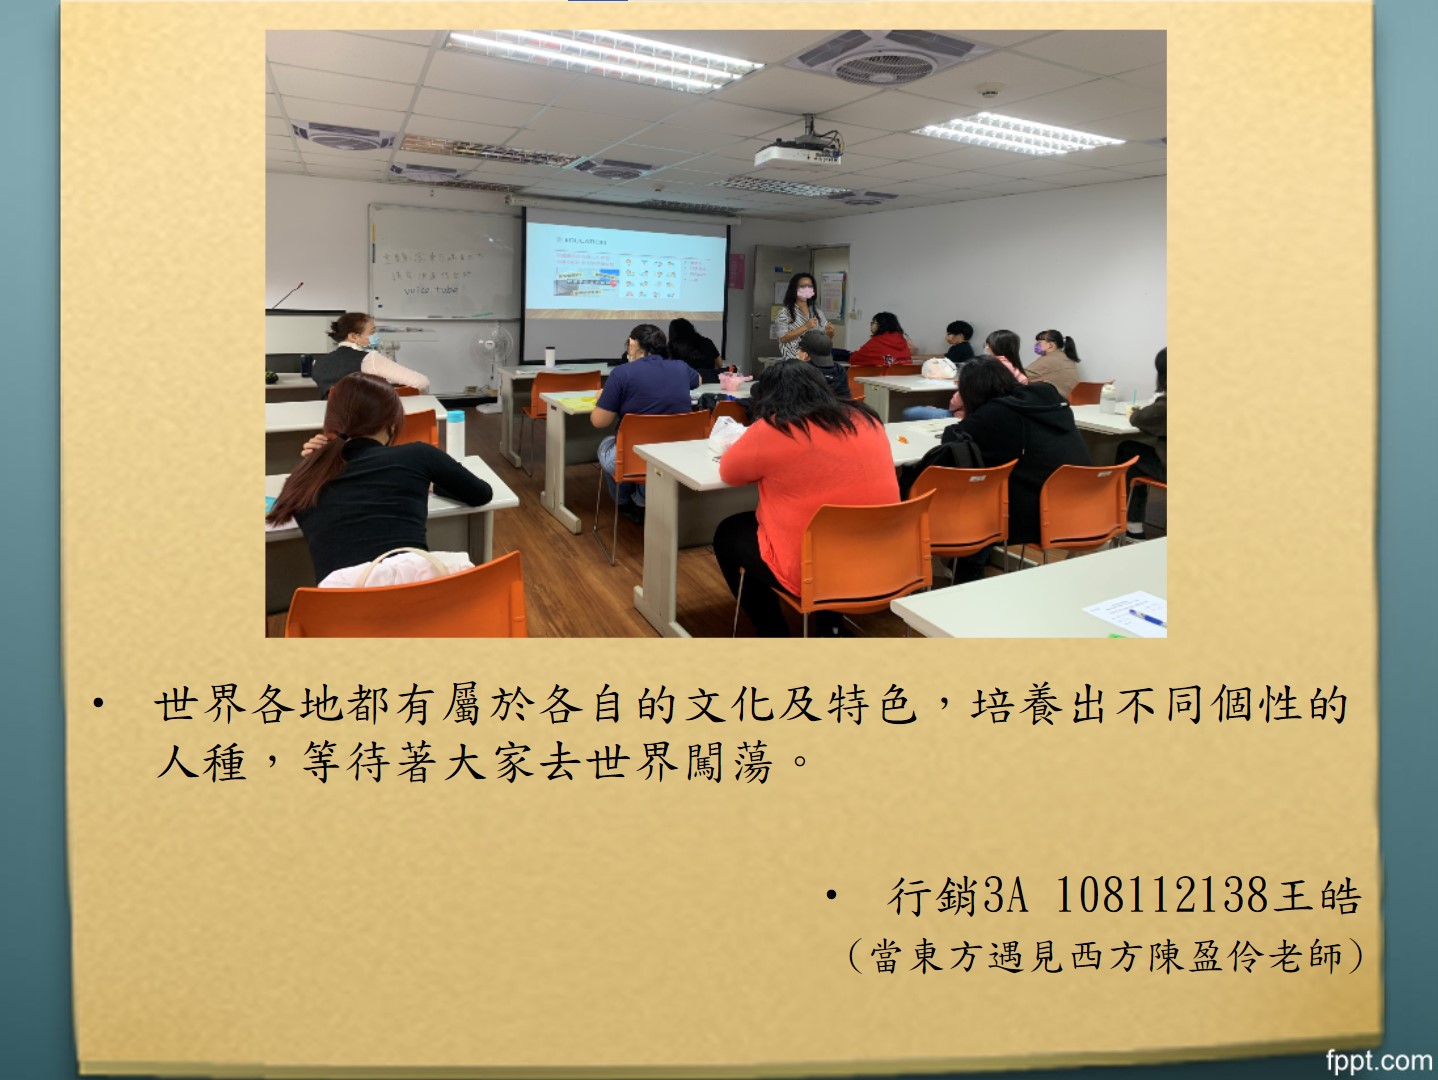 voice.tube
• 世界各地都有屬於各自的文化及特色，培養出不同個性的
人種，等待著大家去世界闖蕩。
• 行銷3A 108112138王皓
（當東方遇見西方陳盈伶老師）
fppt.com